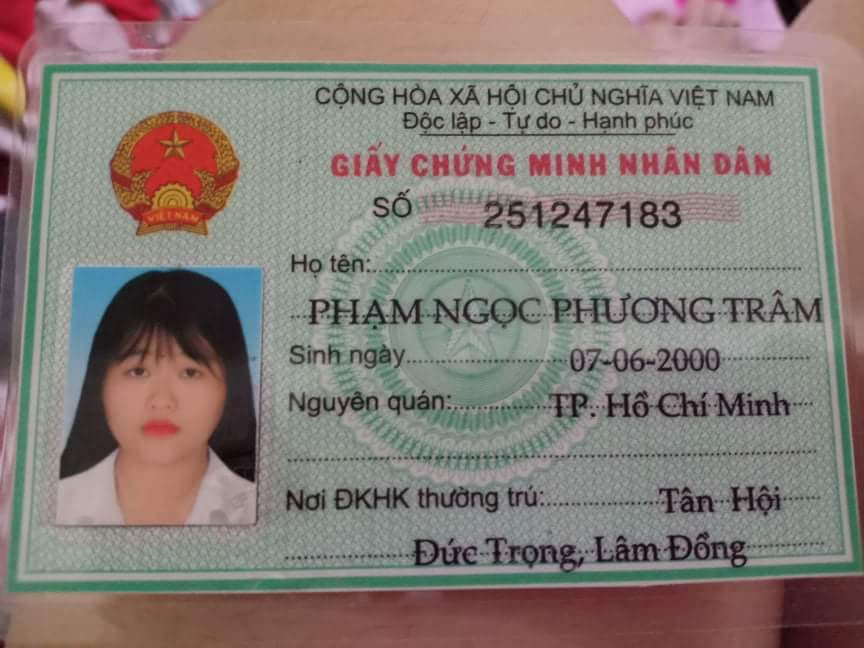 CỘNG HÒA XÃ HỘI CHỦ NGHĨA VIỆT NAM
Độc lập - Tự do - Hạnh phúc
GIẤY CHỨNG MINH NHÂN DÂN
SỐ 251247183
VIỆT NAM
Họ tên:
PHẠM NGỌC PHƯƠNG TRÂM
Sinh ngày 07-06-2000
Nguyên quán: TP. Hồ Chí Minh
Nơi ĐKHK thường trú: Tân Hội
Đức Trọng, Lâm Đồng